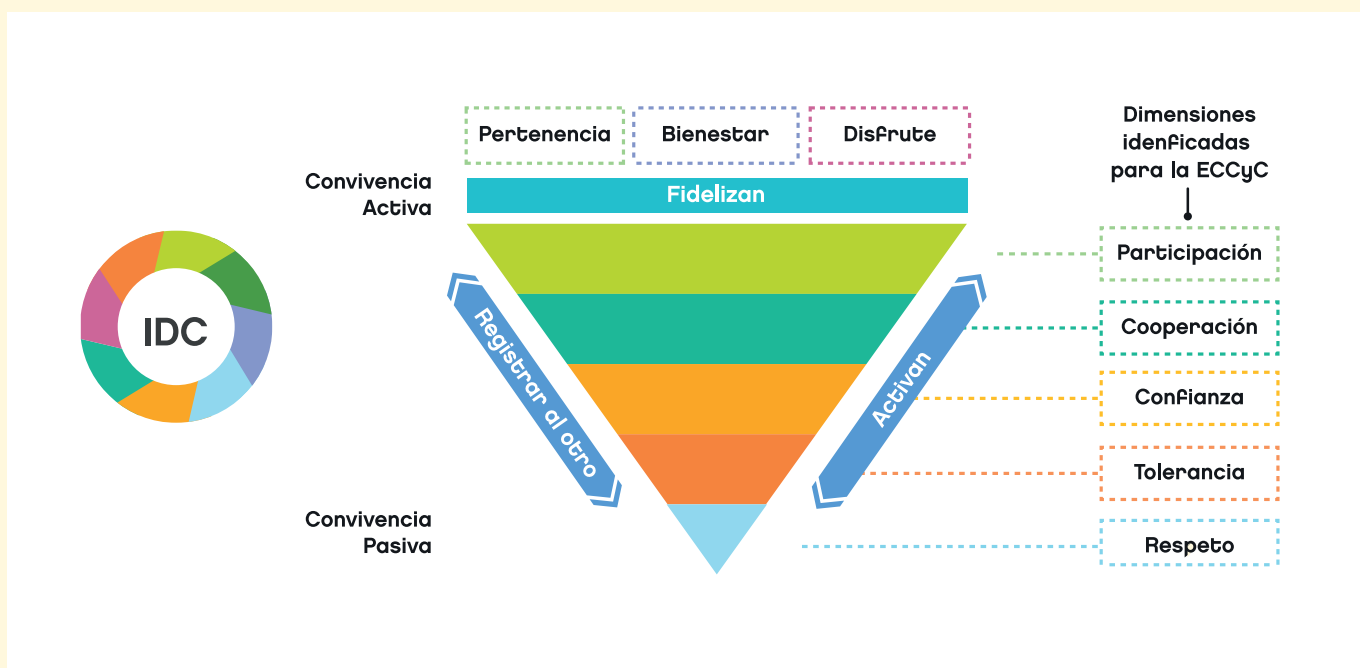 Pertenencia
Bienestar
Disfrute
Dimensiones
idenficadas
para la ECCyC
Convivencia
Activa
Fidelizan
Participación
IDC
Registrar al otro
Activan
Cooperación
Confianza
Tolerancia
Convivencia
Pasiva
Respeto